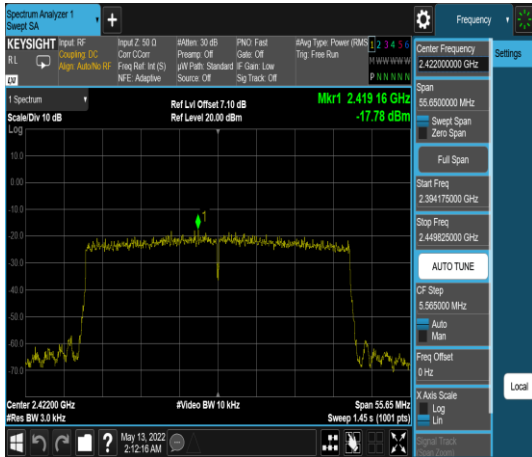 Spectrum Analyzer 1
Swept SA
Frequency
KEYSIGHT
RL
LXI
Input: RF
Coupling: DC
Align: Auto/No RF
Input Z: 50 Ω
Corr CCorr
Freq Ref: Int (S)
NFE: Adaptive
#Atten: 30 dB
Preamp: Off
µW Path: Standard
Source: Off
PNO: Fast
Gate: Off
IF Gain: Low
Sig Track: Off
#Avg Type: Power (RMS
Trig: Free Run
1 2 3 4 5 6
M W W W W W
P N N N N N
1 Spectrum
Scale/Div 10 dB
Log
Ref Lvl Offset 7.10 dB
Ref Level 20.00 dBm
Mkr1 2.419 16 GHz
-17.78 dBm
10.0
0.00
-10.0
-20.0
-30.0
-40.0
-50.0
-60.0
-70.0
1
Center 2.42200 GHz
#Res BW 3.0 kHz
#Video BW 10 kHz
Span 55.65 MHz
Sweep 1.45 s (1001 pts)
May 13, 2022
2:12:16 AM
Center Frequency
2.422000000 GHz
Span
55.6500000 MHz
Swept Span
Zero Span
Full Span
Start Freq
2.394175000 GHz
Stop Freq
2.449825000 GHz
AUTO TUNE
CF Step
5.565000 MHz
Auto
Man
Freq Offset
0 Hz
X Axis Scale
Log
Lin
Signal Track
(Span Zoom)
Settings
Local